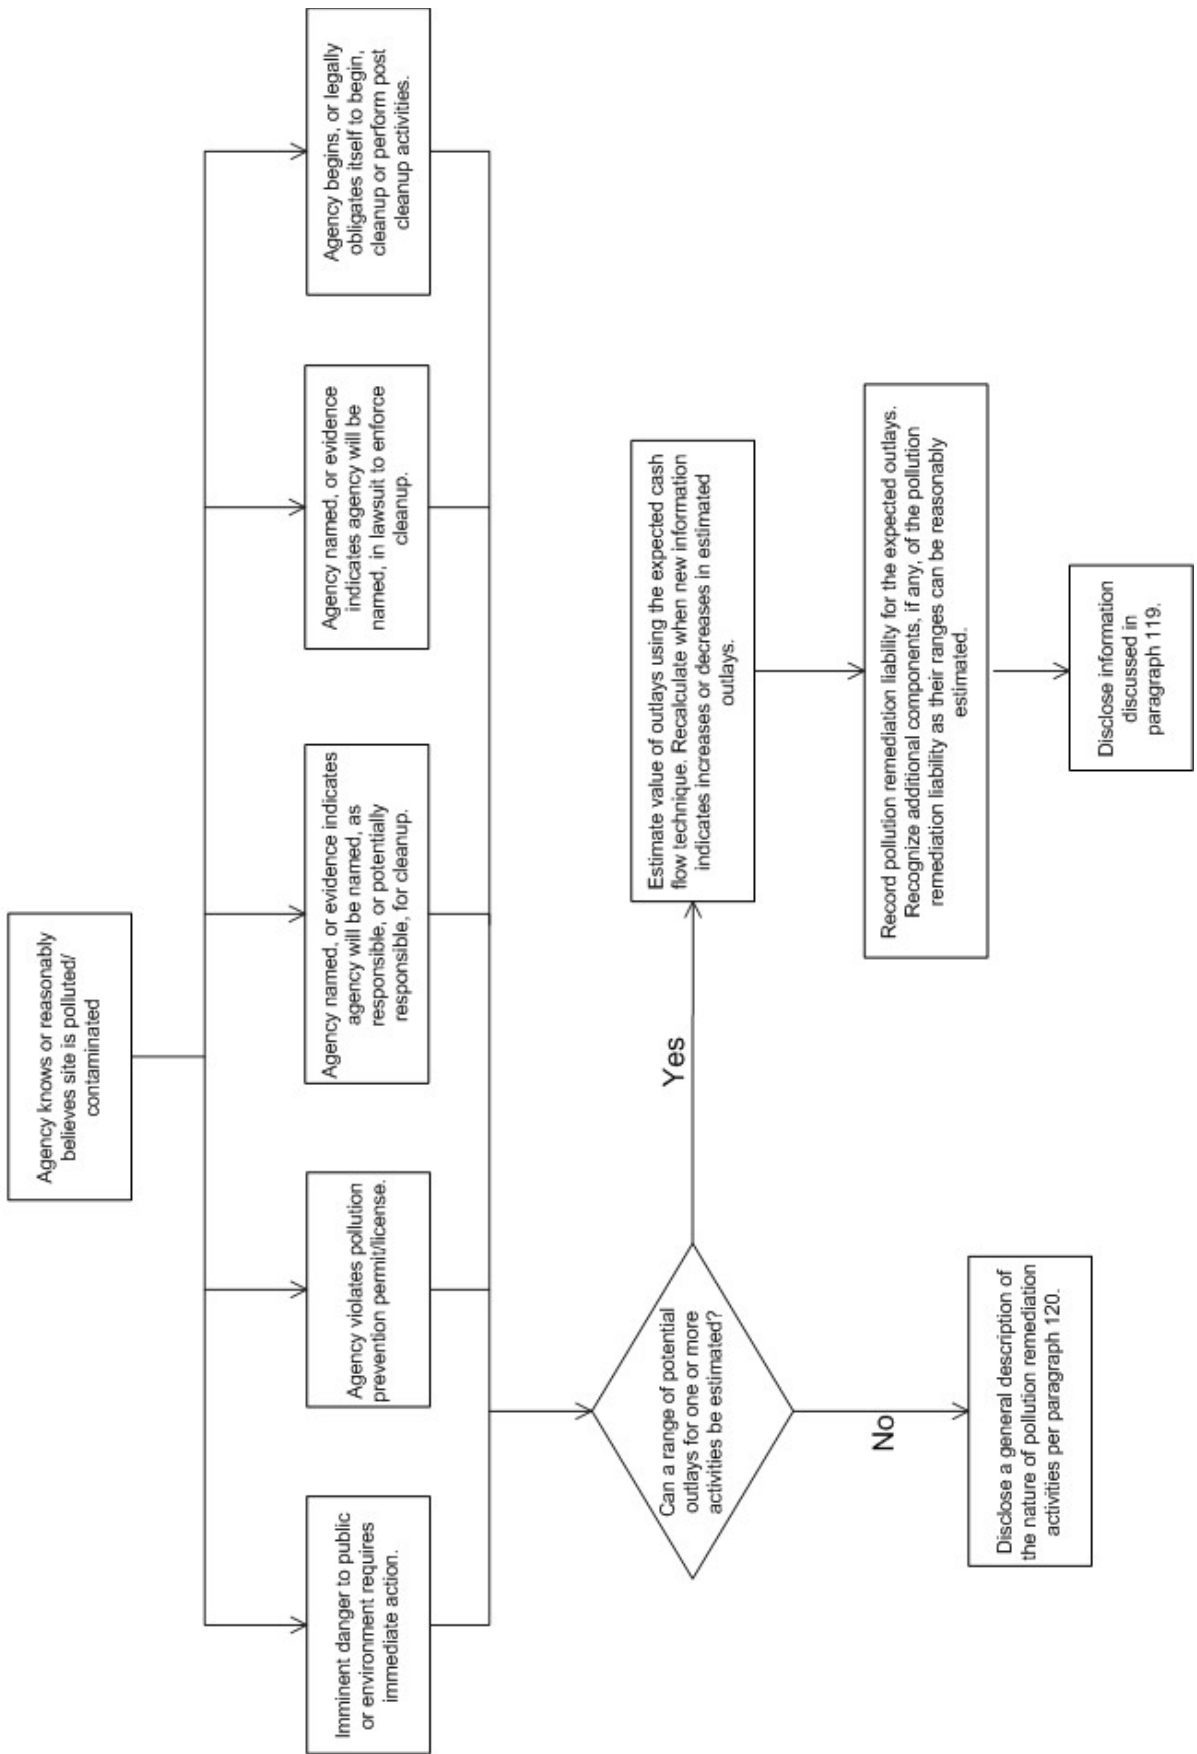 Agency knows or reasonably
believes site is polluted/
contaminated
Imminent danger to public
or environment requires
immediate action.
Agency violates pollution
prevention permit/license.
Agency named, or evidence indicates
agency will be named, as
responsible, or potentially
responsible, for cleanup.
Agency named, or evidence
indicates agency will be
named, in lawsuit to enforce
cleanup.
Agency begins, or legally
obligates itself to begin,
cleanup or perform post
cleanup activities.
Can a range of potential
outlays for one or more
activities be estimated?
Yes
Estimate value of outlays using the expected cash
flow technique. Recalculate when new information
indicates increases or decreases in estimated
outlays.
Record pollution remediation liability for the expected outlays.
Recognize additional components, if any, of the pollution
remediation liability as their ranges can be reasonably
estimated.
Disclose information
discussed in
paragraph 119.
No
Disclose a general description of
the nature of pollution remediation
activities per paragraph 120.